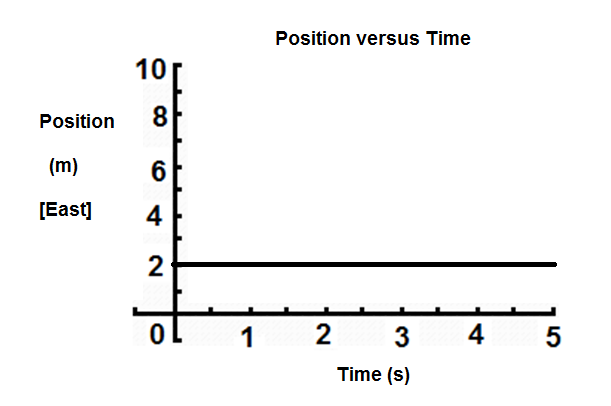 Position versus Time
10
8
Position
(m)
6
[East]
4
2
0 1 2 3 4 5
Time (s)